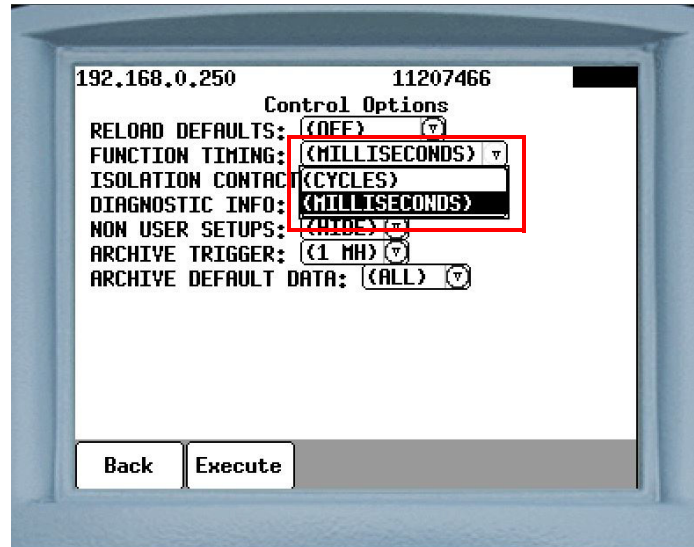 192.168.0.250 11207466
Control Options
RELOAD DEFAULTS: (OFF)
FUNCTION TIMING: (MILLISECONDS)
ISOLATION CONTACT (CYCLES)
DIAGNOSTIC INFO: (MILLISECONDS)
NON USER SETUPS: (HIDE)
ARCHIVE TRIGGER: (1 MH)
ARCHIVE DEFAULT DATA: (ALL)
Back Execute